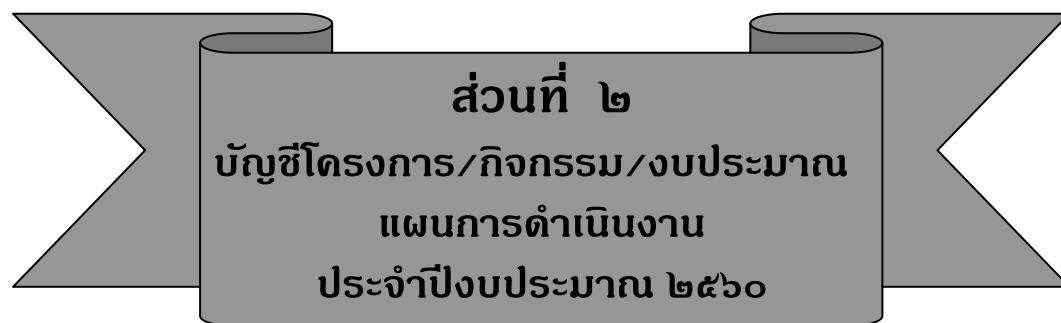 ส่วนที่ ๒
บัญชีโครงการ/กิจกรรม/งบประมาณ
แผนการดำเนินงาน
ประจำปีงบประมาณ ๒๕๖๐